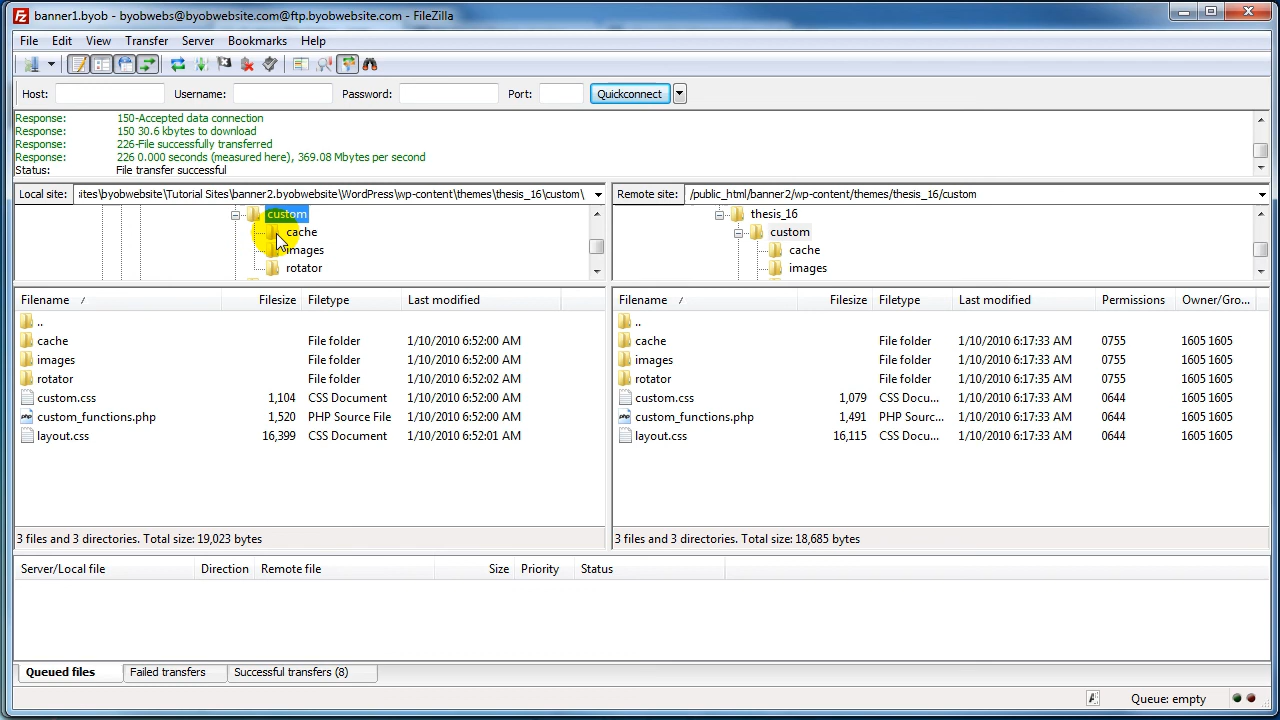 banner1.byob - byobwebs@byobwebsite.com@ftp.byobwebsite.com - FileZilla
File Edit View Transfer Server Bookmarks Help
Host: Username: Password: Port: Quickconnect
Response: 150-Accepted data connection
Response: 150 30.6 kbytes to download
Response: 226-File successfully transferred
Response: 226 0.000 seconds (measured here), 369.08 Mbytes per second
Status: File transfer successful
Local site: sites\byobwebsite\Tutorial Sites\banner2.byobwebsite\WordPress\wp-content\themes\thesis_16\custom\
custom
cache
images
rotator
Filename / Filesize Filetype Last modified
..
cache File folder 1/10/2010 6:52:00 AM
images File folder 1/10/2010 6:52:00 AM
rotator File folder 1/10/2010 6:52:02 AM
custom.css 1,104 CSS Document 1/10/2010 6:52:00 AM
custom_functions.php 1,520 PHP Source File 1/10/2010 6:52:00 AM
layout.css 16,399 CSS Document 1/10/2010 6:52:01 AM
3 files and 3 directories. Total size: 19,023 bytes
Remote site: /public_html/banner2/wp-content/themes/thesis_16/custom
thesis_16
custom
cache
images
Filename / Filesize Filetype Last modified Permissions Owner/Gro...
..
cache File folder 1/10/2010 6:17:33 AM 0755 1605 1605
images File folder 1/10/2010 6:17:33 AM 0755 1605 1605
rotator File folder 1/10/2010 6:17:35 AM 0755 1605 1605
custom.css 1,079 CSS Docu... 1/10/2010 6:17:33 AM 0644 1605 1605
custom_functions.php 1,491 PHP Sourc... 1/10/2010 6:17:33 AM 0644 1605 1605
layout.css 16,115 CSS Docu... 1/10/2010 6:17:33 AM 0644 1605 1605
3 files and 3 directories. Total size: 18,685 bytes
Server/Local file Direction Remote file Size Priority Status
Queued files Failed transfers Successful transfers (8)
Queue: empty